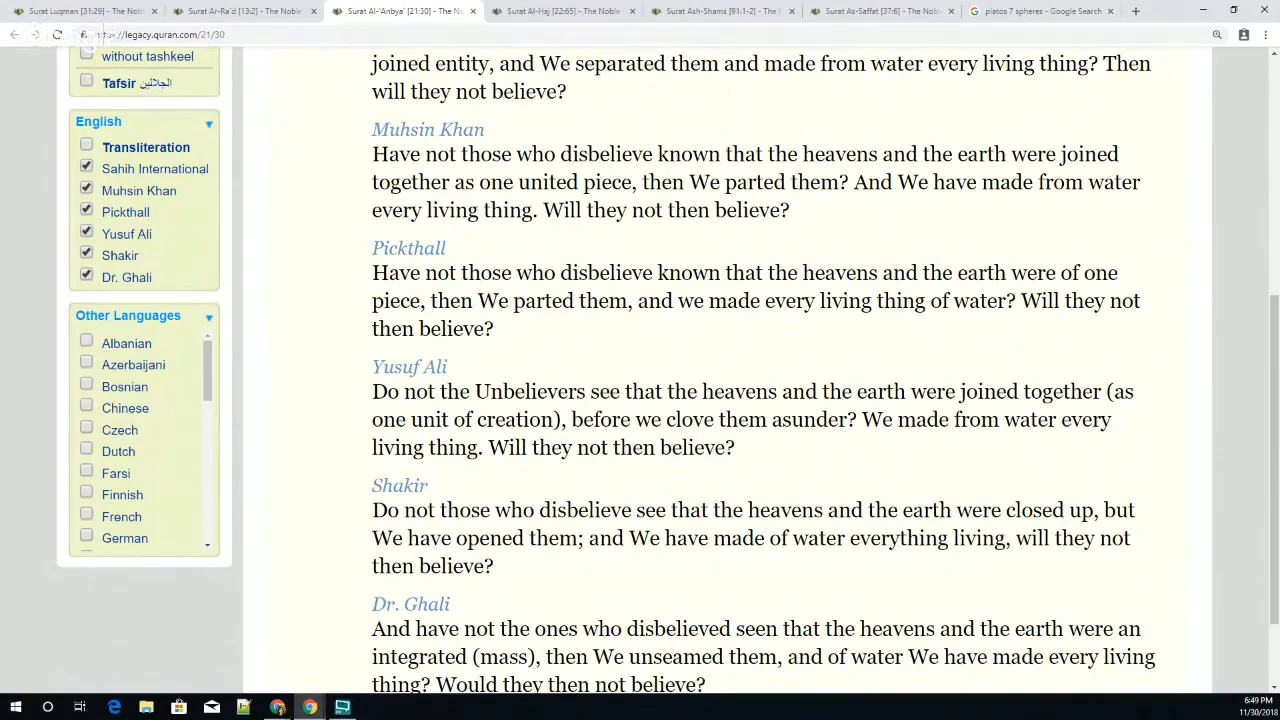 Surat Luqman [31:29] - The Noble
Surat Ar-Ra`d [13:2] - The Noble
Surat Al-'Anbya' [21:30] - The No
Surat Al-Haj [22:65] - The Noble
Surat Ash-Shams [91:1-2] - The N
Surat As-Saffat [37:6] - The Noble
platos 7 spheres - Google Search
https://legacy.quran.com/21/30
without tashkeel
Tafsir الجلالين
English
Transliteration
Sahih International
Muhsin Khan
Pickthall
Yusuf Ali
Shakir
Dr. Ghali
Other Languages
Albanian
Azerbaijani
Bosnian
Chinese
Czech
Dutch
Farsi
Finnish
French
German
joined entity, and We separated them and made from water every living thing? Then
will they not believe?
Muhsin Khan
Have not those who disbelieve known that the heavens and the earth were joined
together as one united piece, then We parted them? And We have made from water
every living thing. Will they not then believe?
Pickthall
Have not those who disbelieve known that the heavens and the earth were of one
piece, then We parted them, and we made every living thing of water? Will they not
then believe?
Yusuf Ali
Do not the Unbelievers see that the heavens and the earth were joined together (as
one unit of creation), before we clove them asunder? We made from water every
living thing. Will they not then believe?
Shakir
Do not those who disbelieve see that the heavens and the earth were closed up, but
We have opened them; and We have made of water everything living, will they not
then believe?
Dr. Ghali
And have not the ones who disbelieved seen that the heavens and the earth were an
integrated (mass), then We unseamed them, and of water We have made every living
thing? Would they then not believe?
6:49 PM
11/30/2018